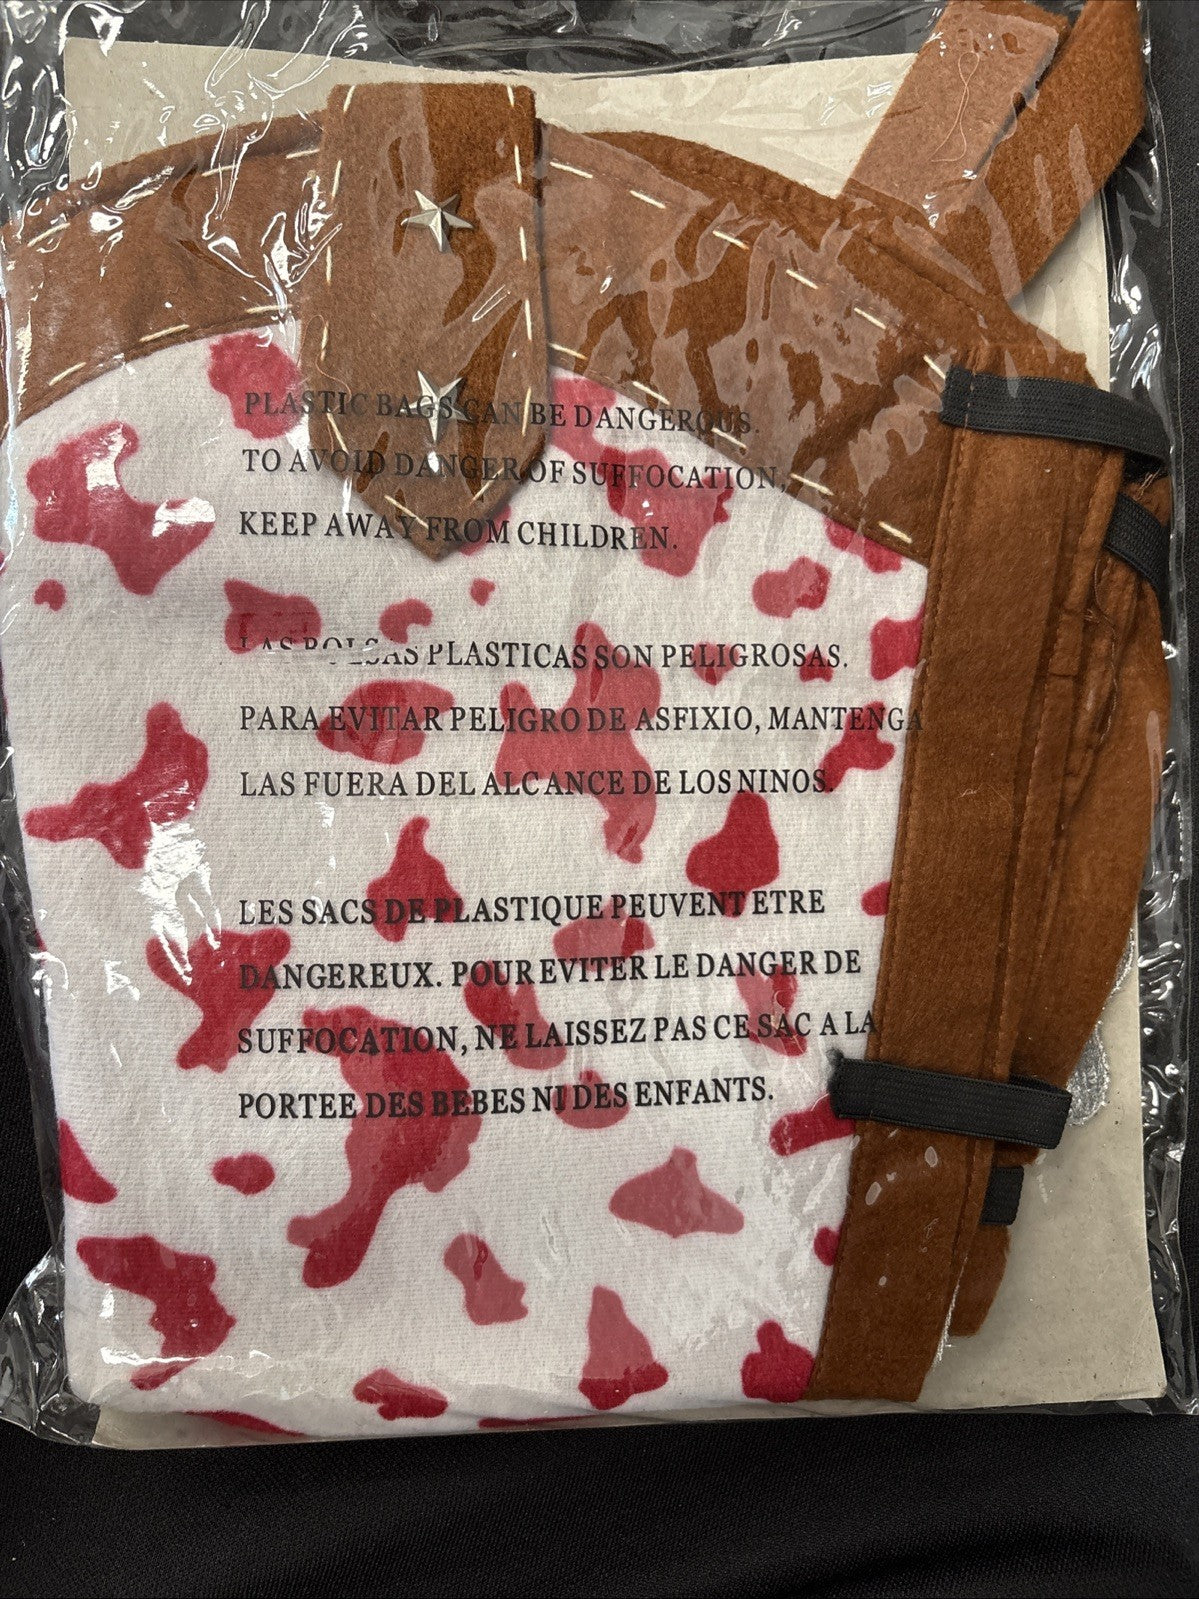 PLASTIC BAGS CAN BE DANGEROUS.
TO AVOID DANGER OF SUFFOCATION,
KEEP AWAY FROM CHILDREN.
LAS BOLSAS PLASTICAS SON PELIGROSAS.
PARA EVITAR PELIGRO DE ASFIXIO, MANTENGA
LAS FUERA DEL ALCANCE DE LOS NINOS.
LES SACS DE PLASTIQUE PEUVENT ETRE
DANGEREUX. POUR EVITER LE DANGER DE
SUFFOCATION, NE LAISSEZ PAS CE SAC A LA
PORTEE DES BEBES NI DES ENFANTS.